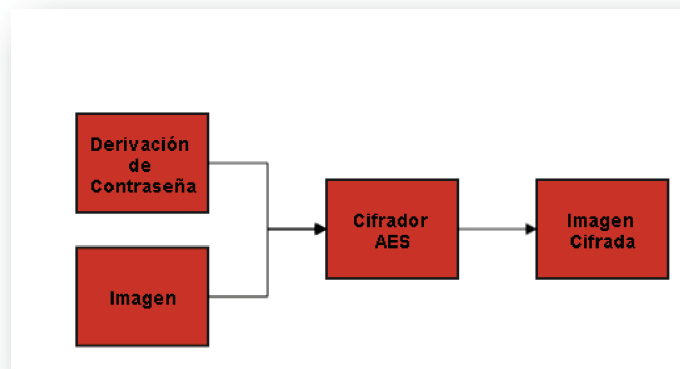 Derivación
de
Contraseña
Imagen
Cifrador
AES
Imagen
Cifrada